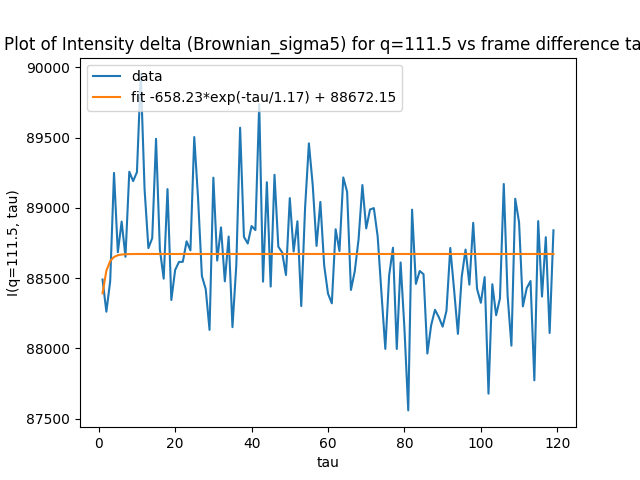 Plot of Intensity delta (Brownian_sigma5) for q=111.5 vs frame difference ta
90000
89500
89000
88500
88000
87500
I(q=111.5, tau)
data
fit -658.23*exp(-tau/1.17) + 88672.15
0 20 40 60 80 100 120
tau